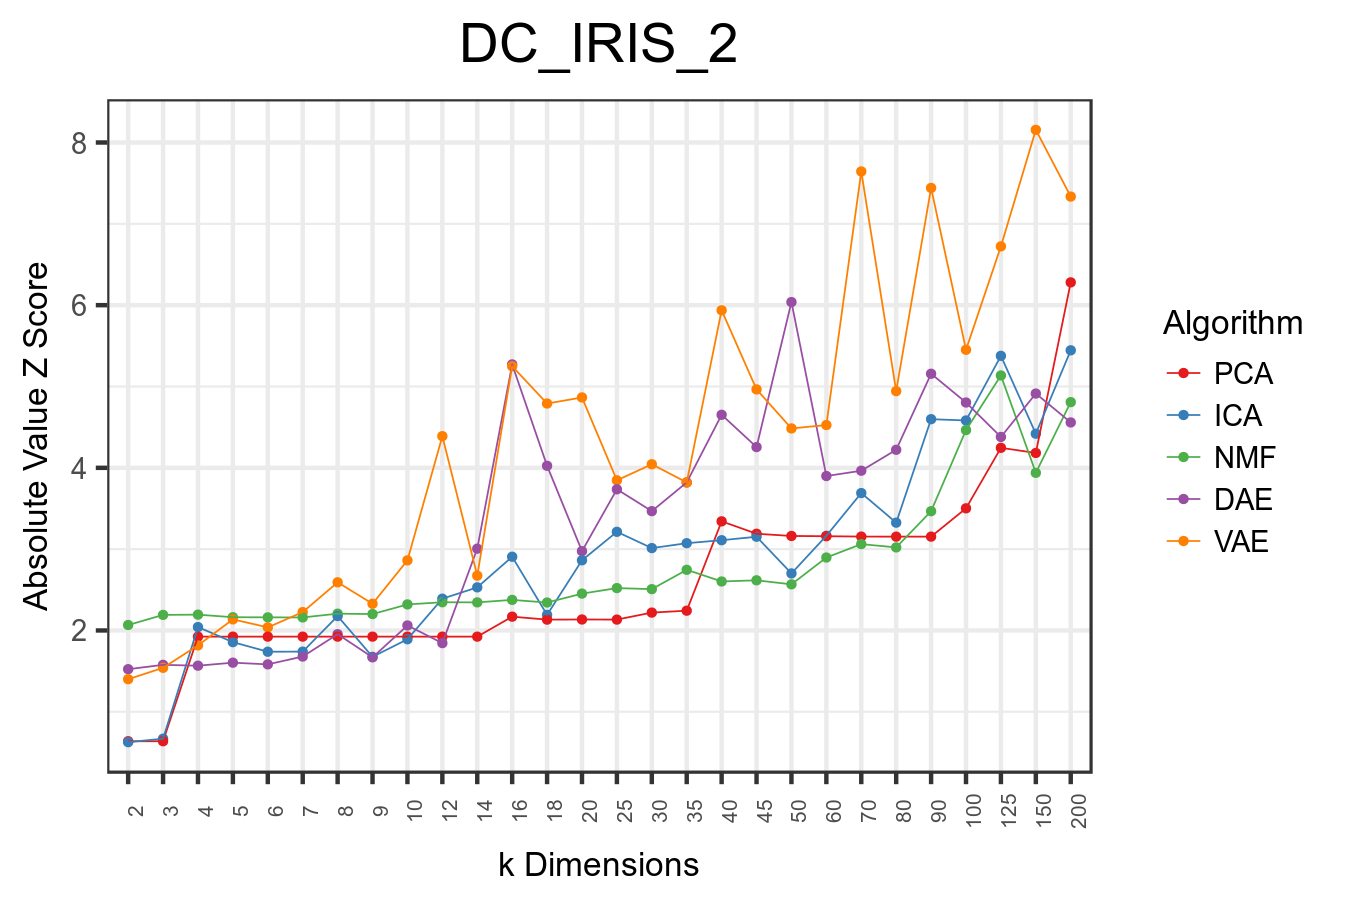 DC_IRIS_2
Absolute Value Z Score
8
6
4
2
2 3 4 5 6 7 8 9 10 12 14 16 18 20 25 30 35 40 45 50 60 70 80 90 100 125 150 200
k Dimensions
Algorithm
PCA
ICA
NMF
DAE
VAE